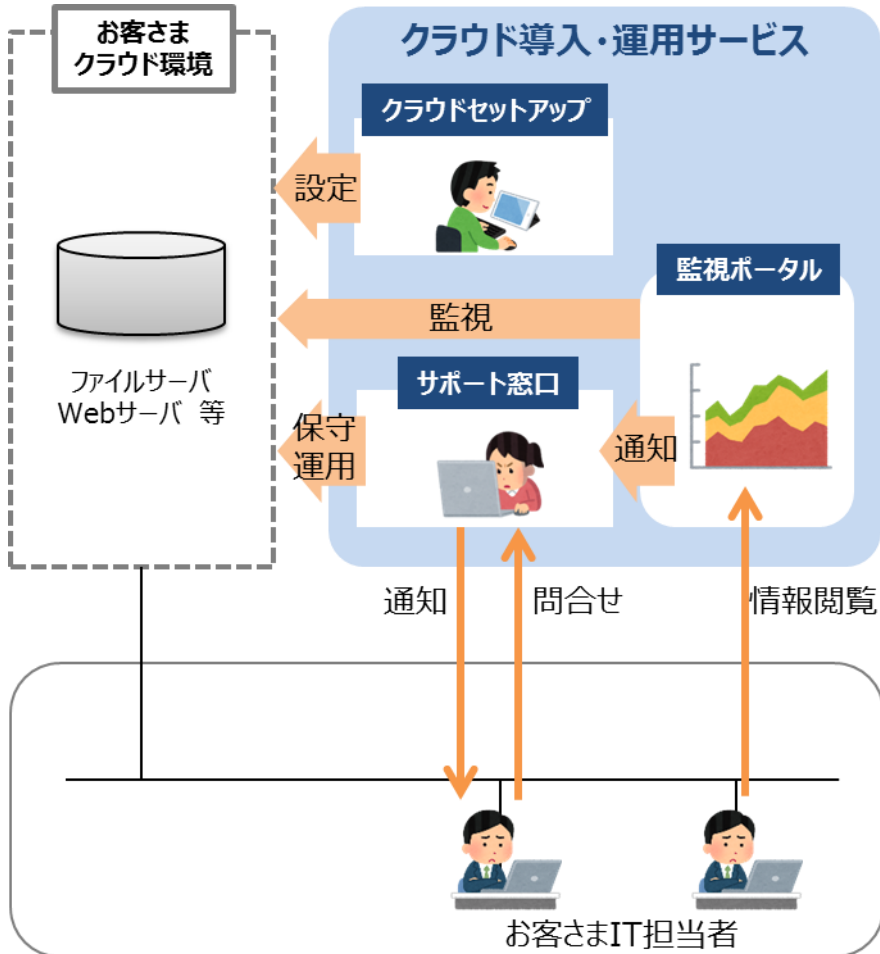 お客さま
クラウド環境
クラウド導入・運用サービス
クラウドセットアップ
設定
監視ポータル
監視
ファイルサーバ
Webサーバ 等
サポート窓口
保守
運用
通知
通知
問合せ
情報閲覧
お客さまIT担当者